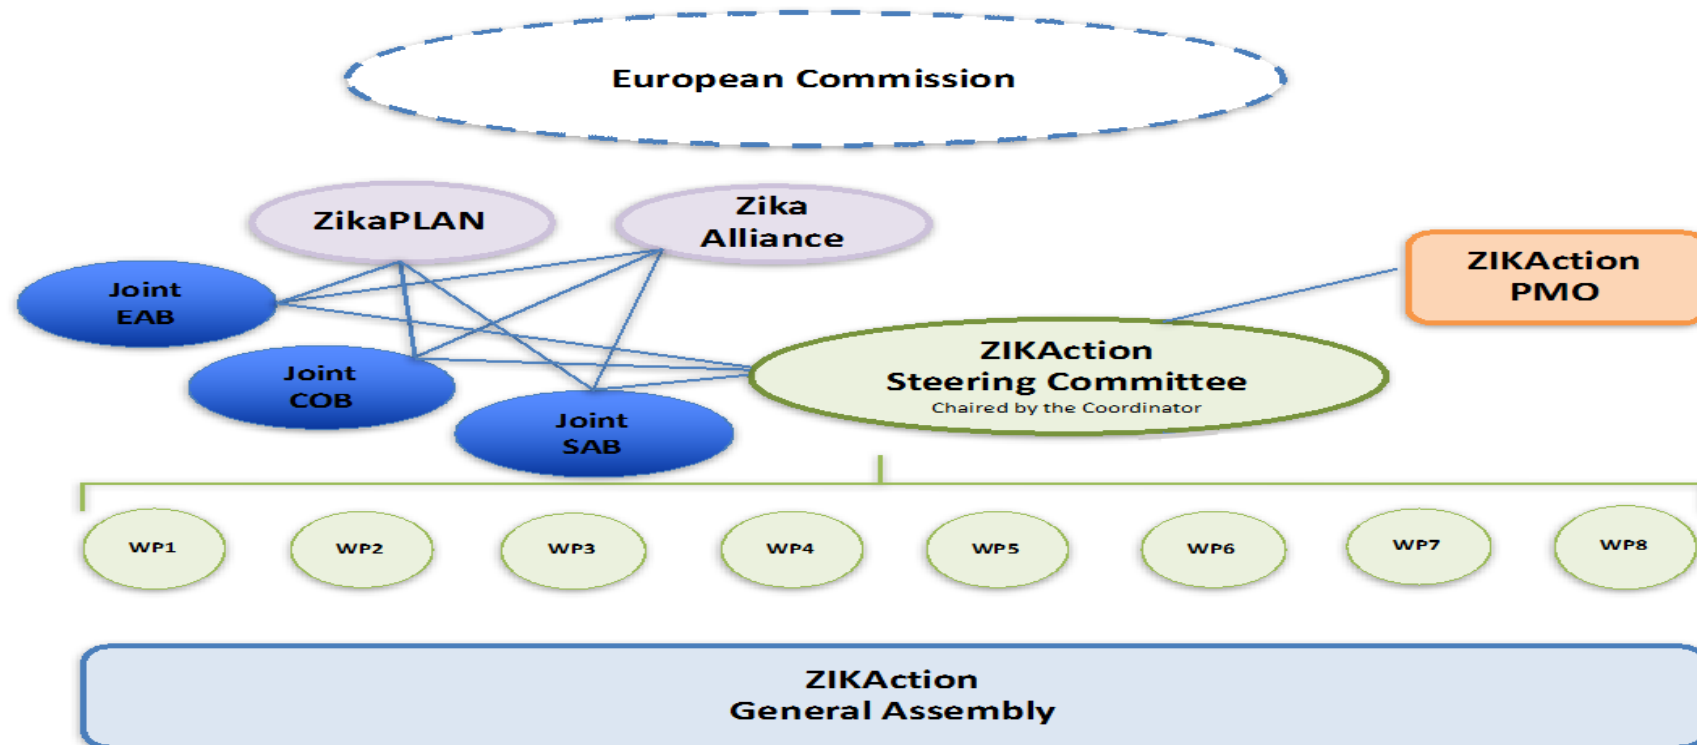 European Commission
ZikaPLAN
Zika
Alliance
ZIKAction
PMO
Joint
EAB
Joint
COB
Joint
SAB
ZIKAction
Steering Committee
Chaired by the Coordinator
WP1
WP2
WP3
WP4
WP5
WP6
WP7
WP8
ZIKAction
General Assembly